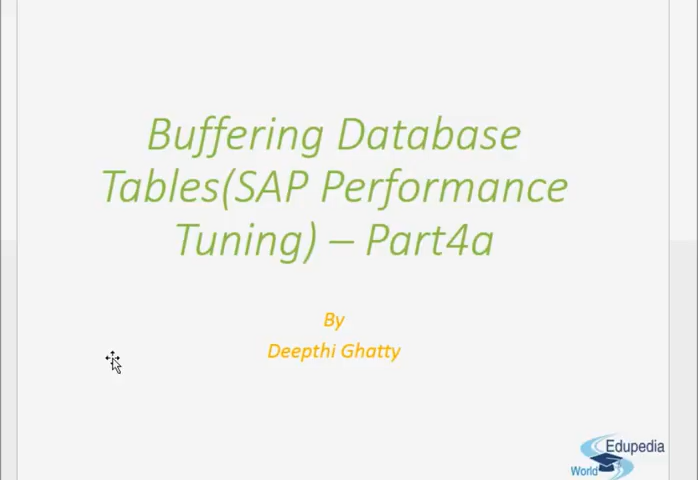 Buffering Database
Tables(SAP Performance
Tuning) – Part4a
By
Deepthi Ghatty
Edupedia
World